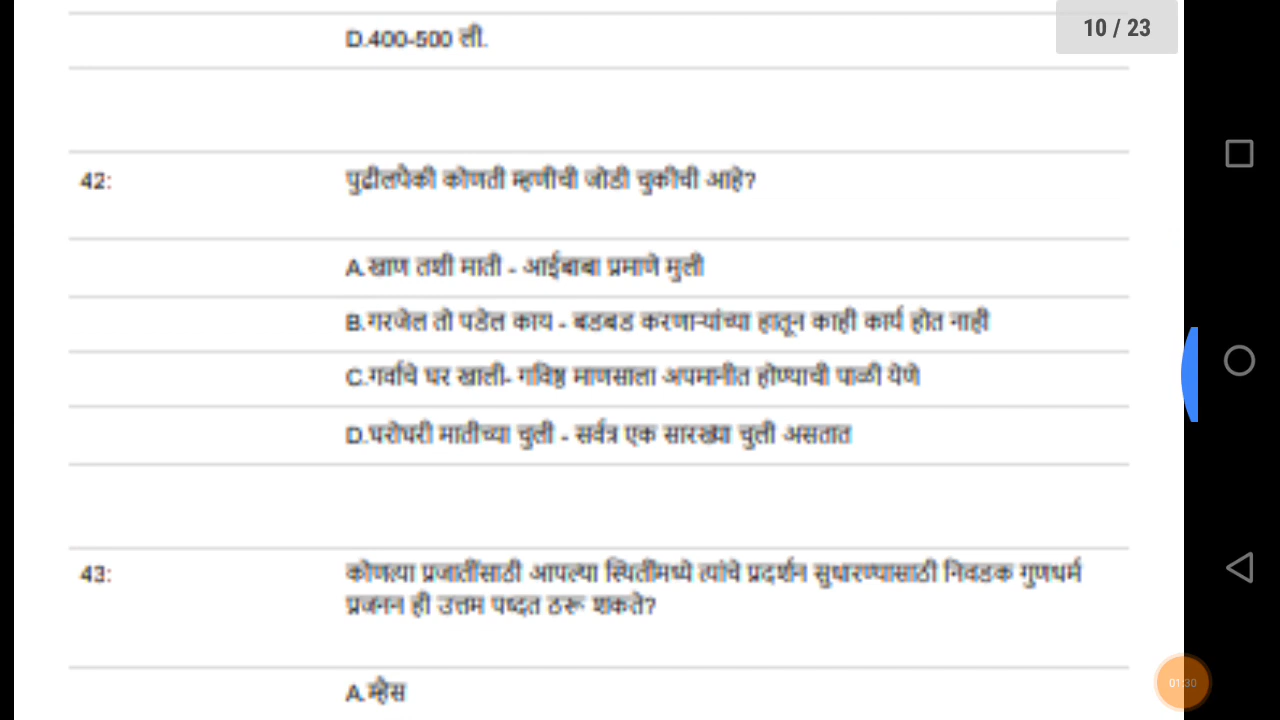 10 / 23
D.400-500 ली.
42:
पुढीलपैकी कोणती म्हणीची जोडी चुकीची आहे?
A.खाण तशी माती - आईबाबा प्रमाणे मुली
B.गरजेल तो पडेल काय - बडबड करणाऱ्यांच्या हातून काही कार्य होत नाही
C.गर्वाचे घर खाली- गर्विष्ठ माणसाला अपमानीत होण्याची पाळी येणे
D.घरोघरी मातीच्या चुली - सर्वत्र एक सारख्या चुली असतात
43:
कोणत्या प्रजातींसाठी आपल्या स्थितींमध्ये त्यांचे प्रदर्शन सुधारण्यासाठी निवडक गुणधर्म
प्रजनन ही उत्तम पध्दत ठरू शकते?
A.म्हैस
01:30